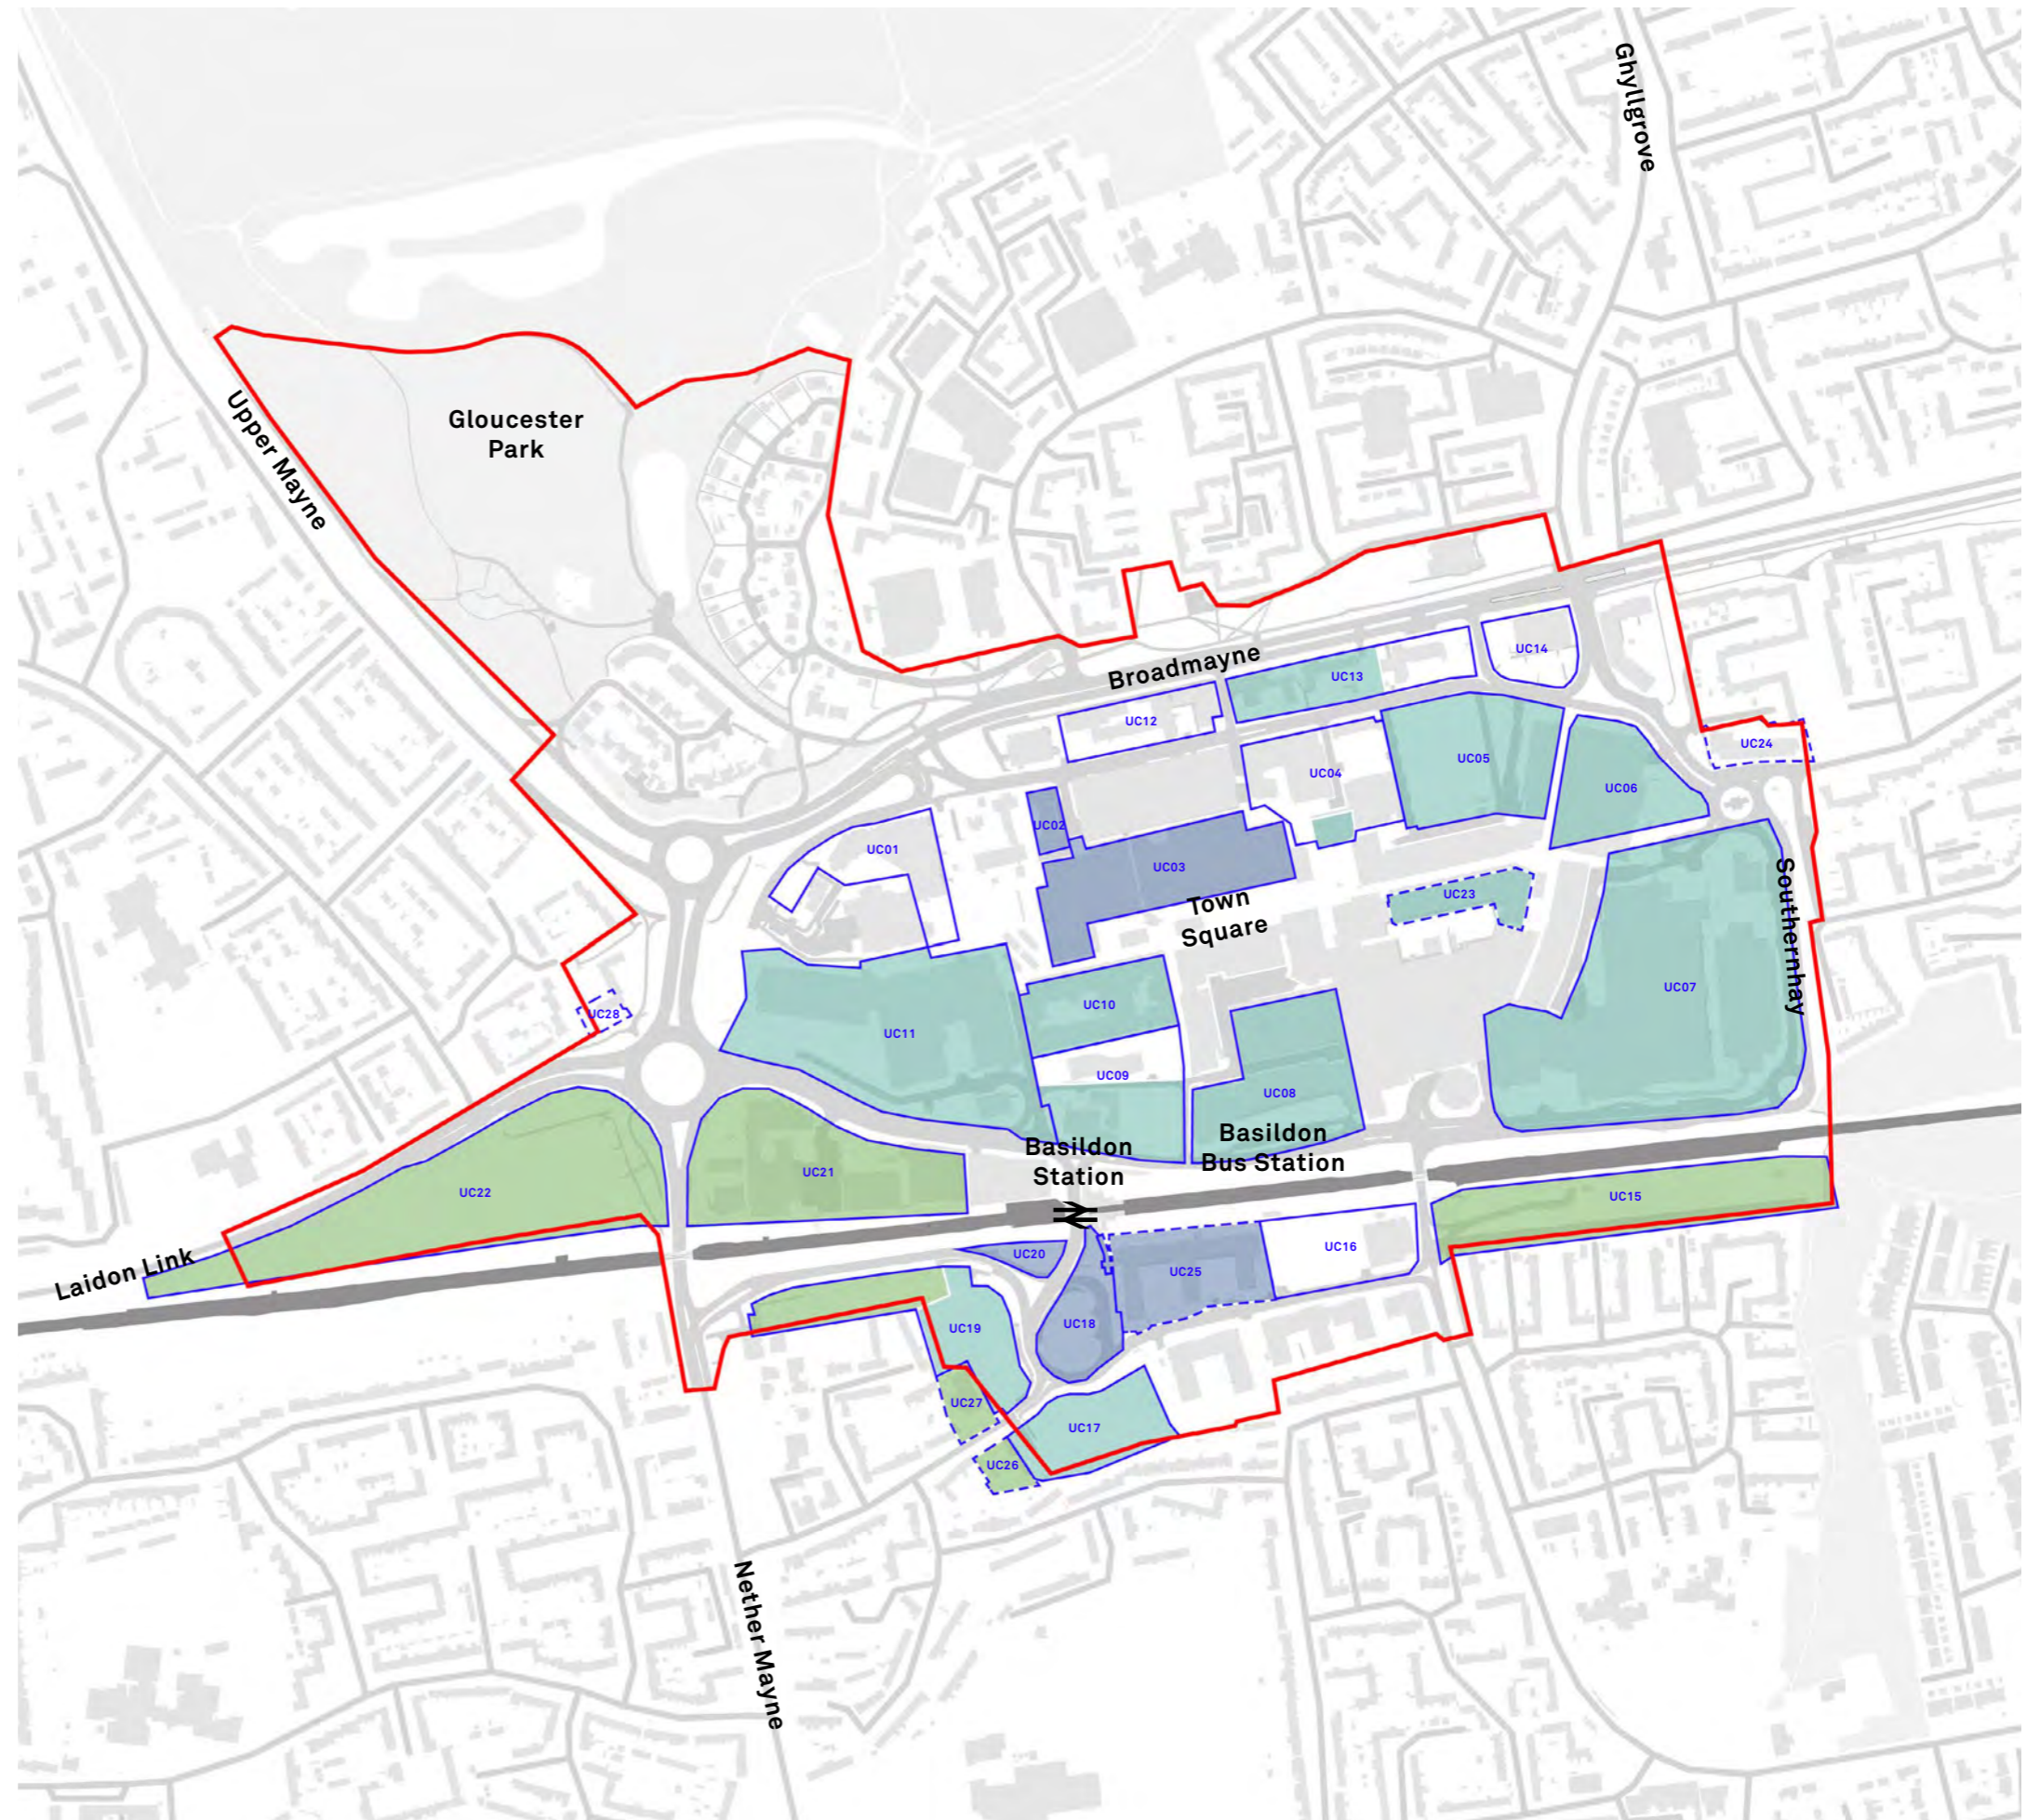 Ghyllgrove
Upper Mayne
Gloucester
Park
Broadmayne
UC14
UC13
UC12
UC24
UC04
UC05
UC06
UC02
UC01
UC03
UC23
Town
Square
Southernhay
UC07
UC10
UC28
UC11
UC09
UC08
Basildon
Station
Basildon
Bus Station
UC22
UC21
UC15
Laidon Link
UC20
UC16
UC25
UC18
UC19
UC27
UC17
UC26
Nether Mayne